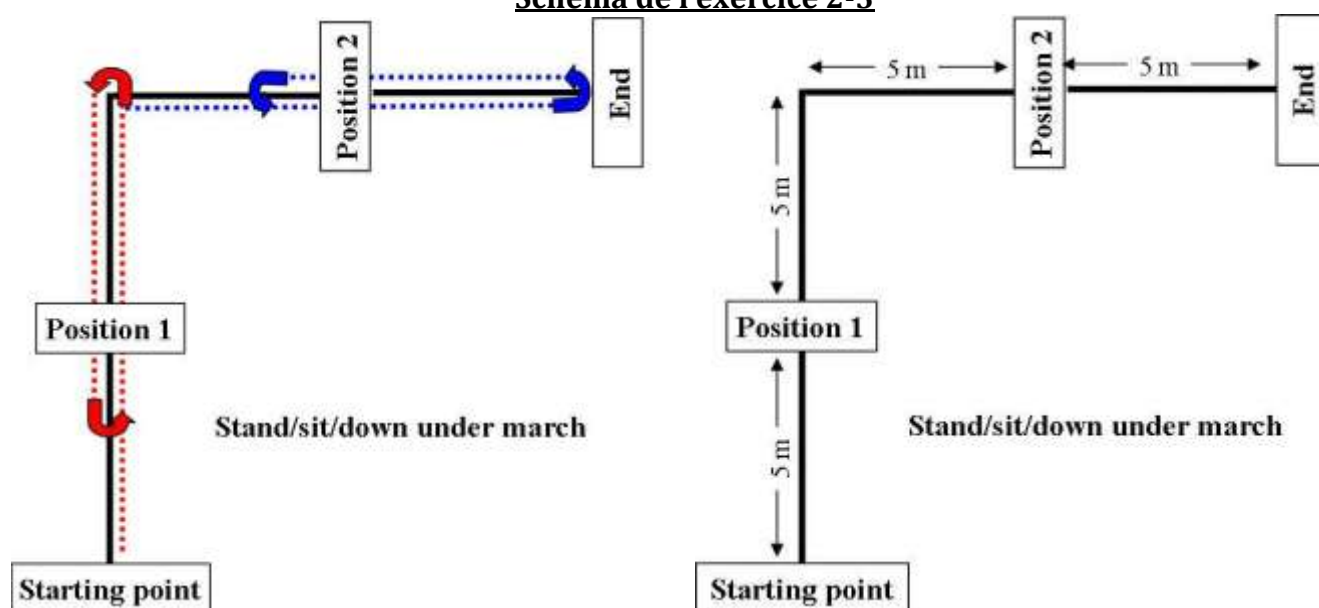 Schéma de l'exercice 2-3
Position 2
End
Position 1
Stand/sit/down under march
Starting point
5 m
Position 2
5 m
End
5 m
Position 1
Stand/sit/down under march
5 m
Starting point